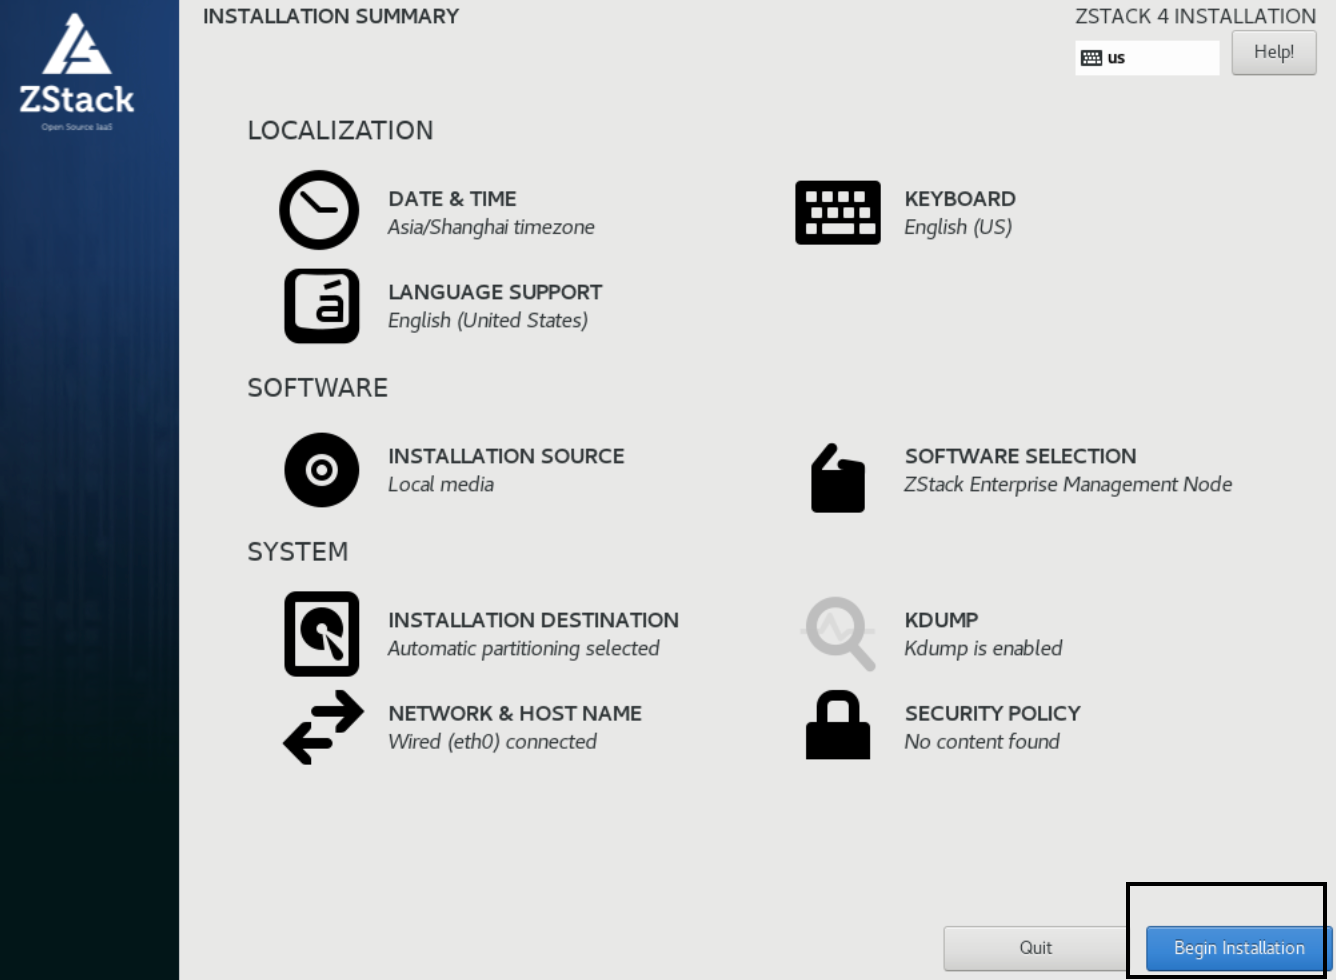 INSTALLATION SUMMARY
ZSTACK 4 INSTALLATION
us
Help!
ZStack
Open Source IaaS
LOCALIZATION
DATE & TIME
Asia/Shanghai timezone
KEYBOARD
English (US)
á
LANGUAGE SUPPORT
English (United States)
SOFTWARE
INSTALLATION SOURCE
Local media
SOFTWARE SELECTION
ZStack Enterprise Management Node
SYSTEM
INSTALLATION DESTINATION
Automatic partitioning selected
KDUMP
Kdump is enabled
NETWORK & HOST NAME
Wired (eth0) connected
SECURITY POLICY
No content found
Quit
Begin Installation